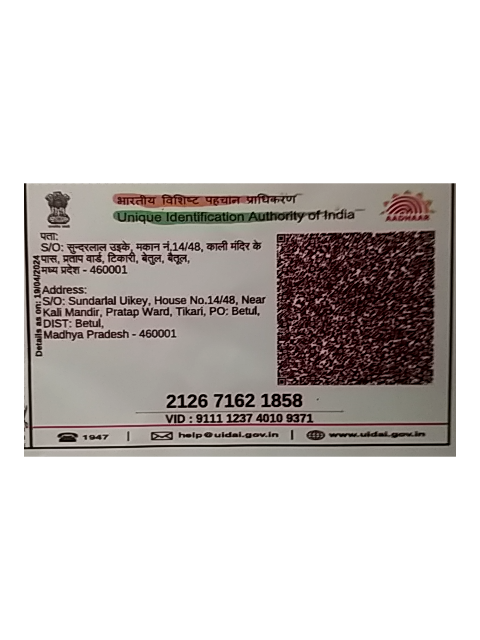 भारतीय विशिष्ट पहचान प्राधिकरण
Unique Identification Authority of India
AADHAAR
पता:
S/O: सुन्दरलाल उइके, मकान नं,14/48, काली मंदिर के
पास, प्रताप वार्ड, टिकारी, बेतुल, बैतूल,
मध्य प्रदेश - 460001
Address:
S/O: Sundarlal Uikey, House No.14/48, Near
Kali Mandir, Pratap Ward, Tikari, PO: Betul,
DIST: Betul,
Madhya Pradesh - 460001
Details as on: 19/04/2024
2126 7162 1858
VID : 9111 1237 4010 9371
1947 | help@uidai.gov.in | www.uidai.gov.in